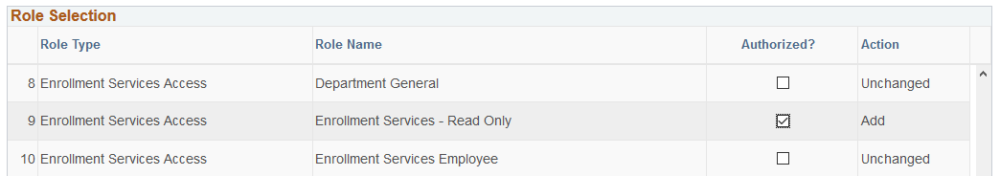 Role Selection
Role Type Role Name Authorized? Action
8 Enrollment Services Access Department General Unchanged
9 Enrollment Services Access Enrollment Services - Read Only Add
10 Enrollment Services Access Enrollment Services Employee Unchanged